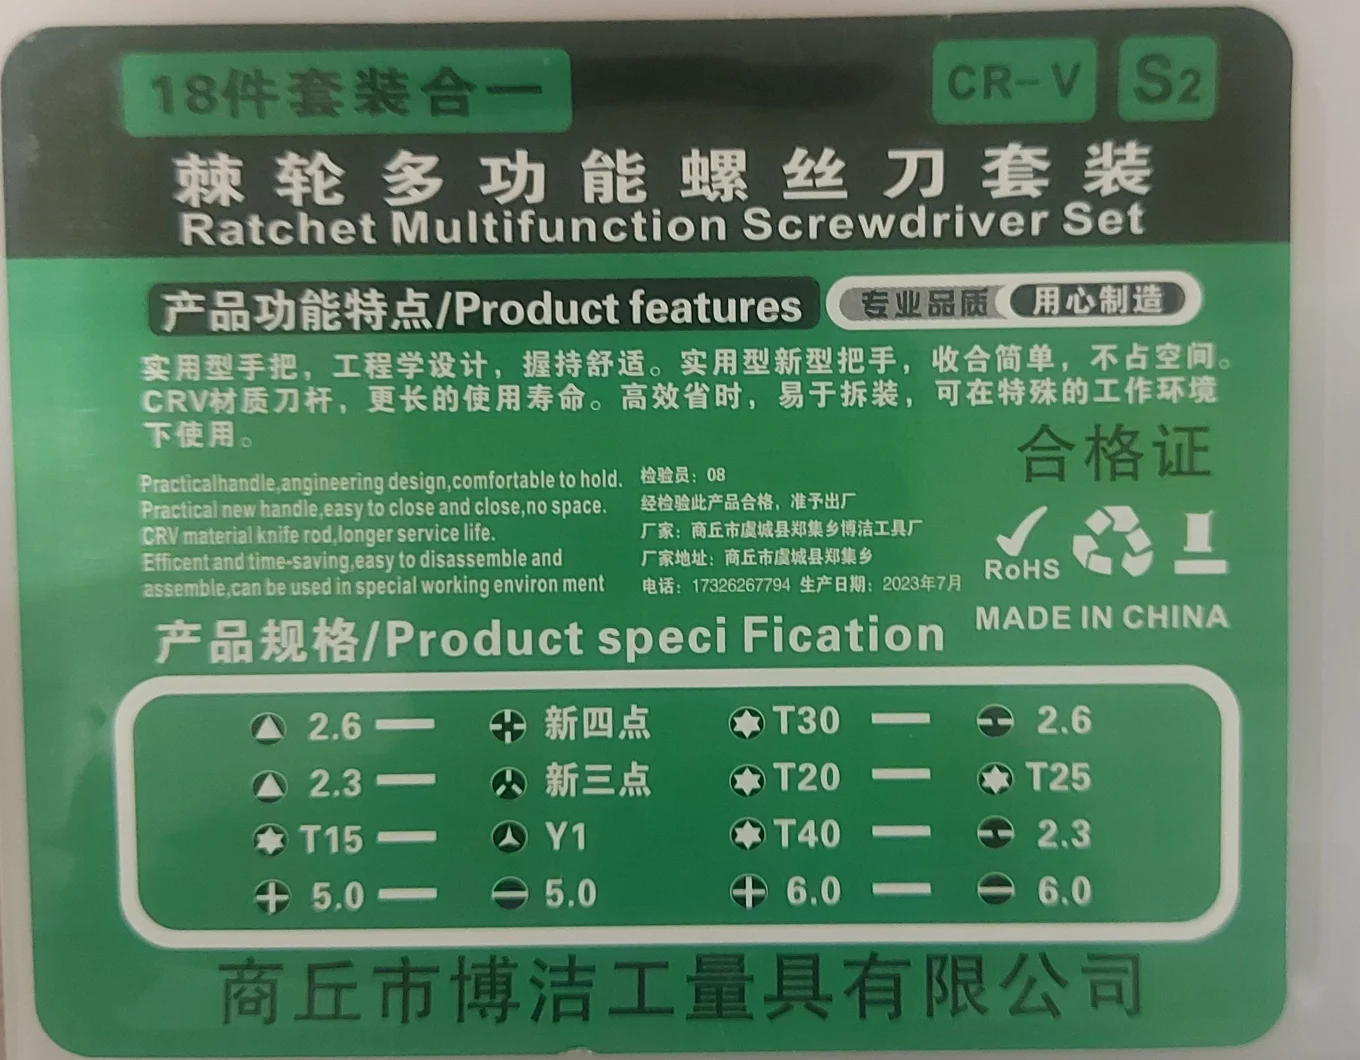 18件套装合一
CR-V
S2
棘轮多功能螺丝刀套装
Ratchet Multifunction Screwdriver Set
产品功能特点/Product features
专业品质
用心制造
实用型手把，工程学设计，握持舒适。实用型新型把手，收合简单，不占空间。
CRV材质刀杆，更长的使用寿命。高效省时，易于拆装，可在特殊的工作环境
下使用。
合格证
Practicalhandle,angineering design,comfortable to hold.
Practical new handle,easy to close and close,no space.
CRV material knife rod,longer service life.
Efficent and time-saving,easy to disassemble and
assemble,can be used in special working environ ment
检验员：08
经检验此产品合格，准予出厂
厂家：商丘市虞城县郑集乡博洁工具厂
厂家地址：商丘市虞城县郑集乡
电话：17326267794 生产日期：2023年7月
RoHS
MADE IN CHINA
产品规格/Product speci Fication
2.6 — 新四点 T30 — 2.6
2.3 — 新三点 T20 — T25
T15 — Y1 T40 — 2.3
5.0 — 5.0 6.0 — 6.0
商丘市博洁工量具有限公司